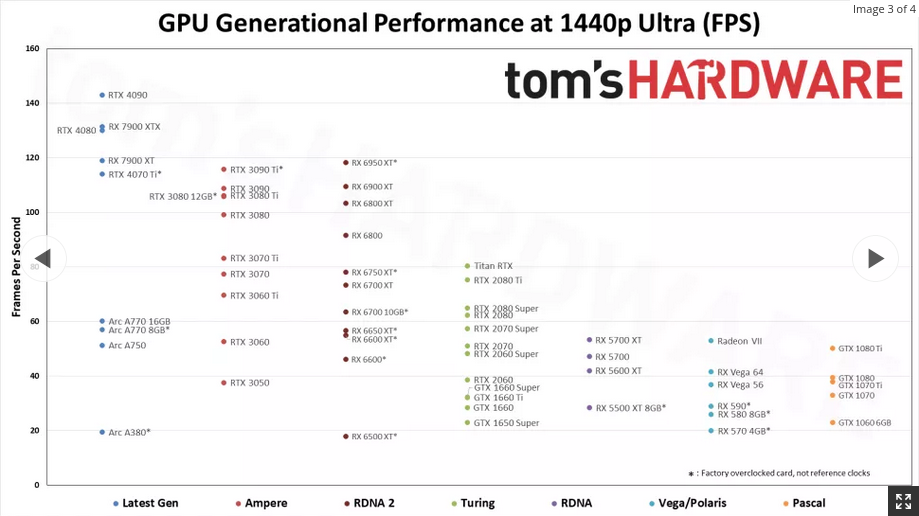 Image 3 of 4
GPU Generational Performance at 1440p Ultra (FPS)
tom'sHARDWARE
Frames Per Second
160
140
120
100
80
60
40
20
0
RTX 4090
RX 7900 XTX
RTX 4080
RX 7900 XT
RTX 4070 Ti*
Arc A770 16GB
Arc A770 8GB*
Arc A750
Arc A380*
RTX 3090 Ti*
RTX 3090
RTX 3080 Ti
RTX 3080 12GB*
RTX 3080
RTX 3070 Ti
RTX 3070
RTX 3060 Ti
RTX 3060
RTX 3050
RX 6950 XT*
RX 6900 XT
RX 6800 XT
RX 6800
RX 6750 XT*
RX 6700 XT
RX 6700 10GB*
RX 6650 XT*
RX 6600 XT*
RX 6600*
RX 6500 XT*
Titan RTX
RTX 2080 Ti
RTX 2080 Super
RTX 2080
RTX 2070 Super
RTX 2070
RTX 2060 Super
RTX 2060
GTX 1660 Super
GTX 1660 Ti
GTX 1660
GTX 1650 Super
RX 5700 XT
RX 5700
RX 5600 XT
RX 5500 XT 8GB*
Radeon VII
RX Vega 64
RX Vega 56
RX 590*
RX 580 8GB*
RX 570 4GB*
GTX 1080 Ti
GTX 1080
GTX 1070 Ti
GTX 1070
GTX 1060 6GB
* : Factory overclocked card, not reference clocks
Latest Gen
Ampere
RDNA 2
Turing
RDNA
Vega/Polaris
Pascal